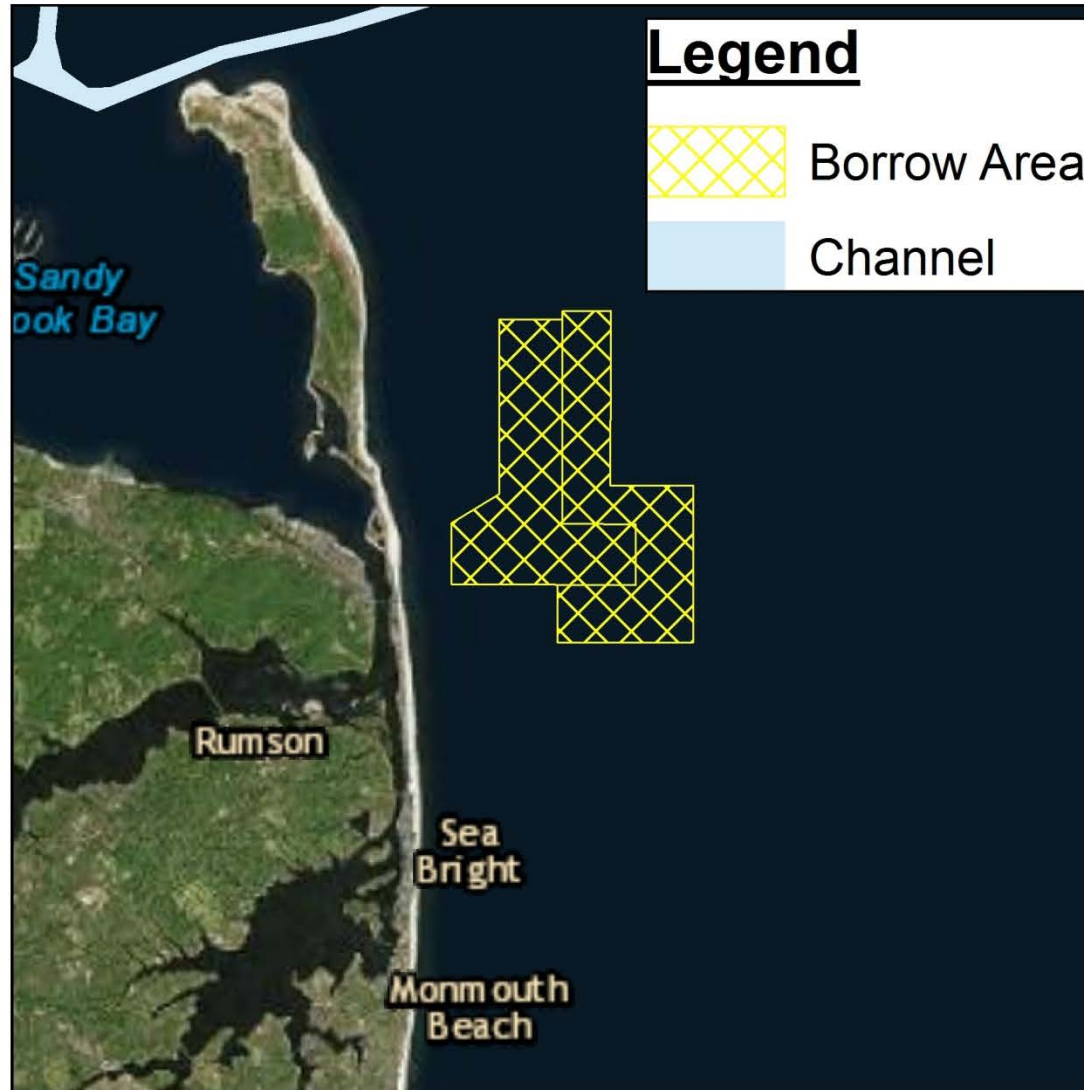 Legend
Borrow Area
Channel
Sandy
ook Bay
Rumson
Sea
Bright
Monmouth
Beach